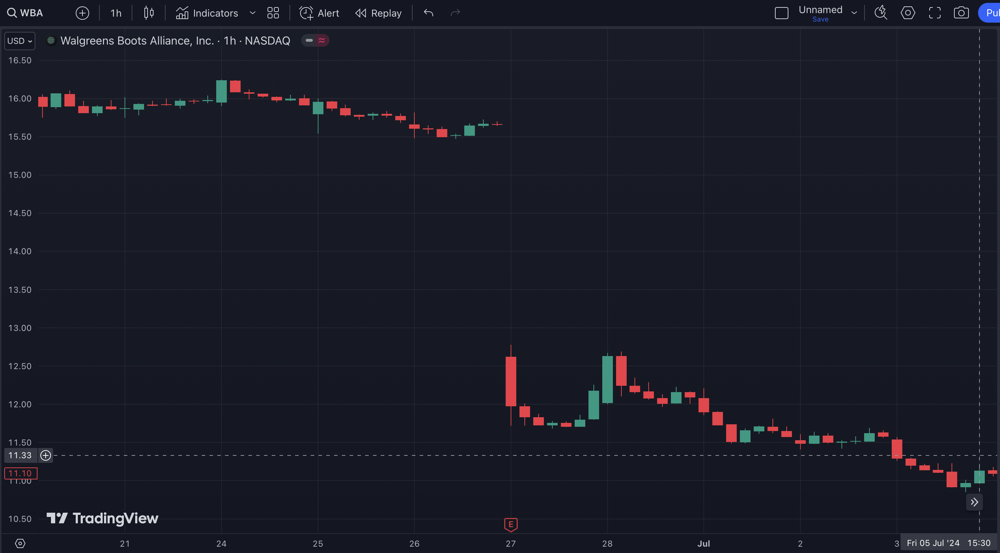 WBA 1h Indicators Alert Replay Unnamed
Save
USD Walgreens Boots Alliance, Inc. · 1h · NASDAQ
16.50
16.00
15.50
15.00
14.50
14.00
13.50
13.00
12.50
12.00
11.50
11.33
11.10
11.00
10.50
TradingView
E
21 24 25 26 27 28 Jul 2 3 Fri 05 Jul '24 15:30